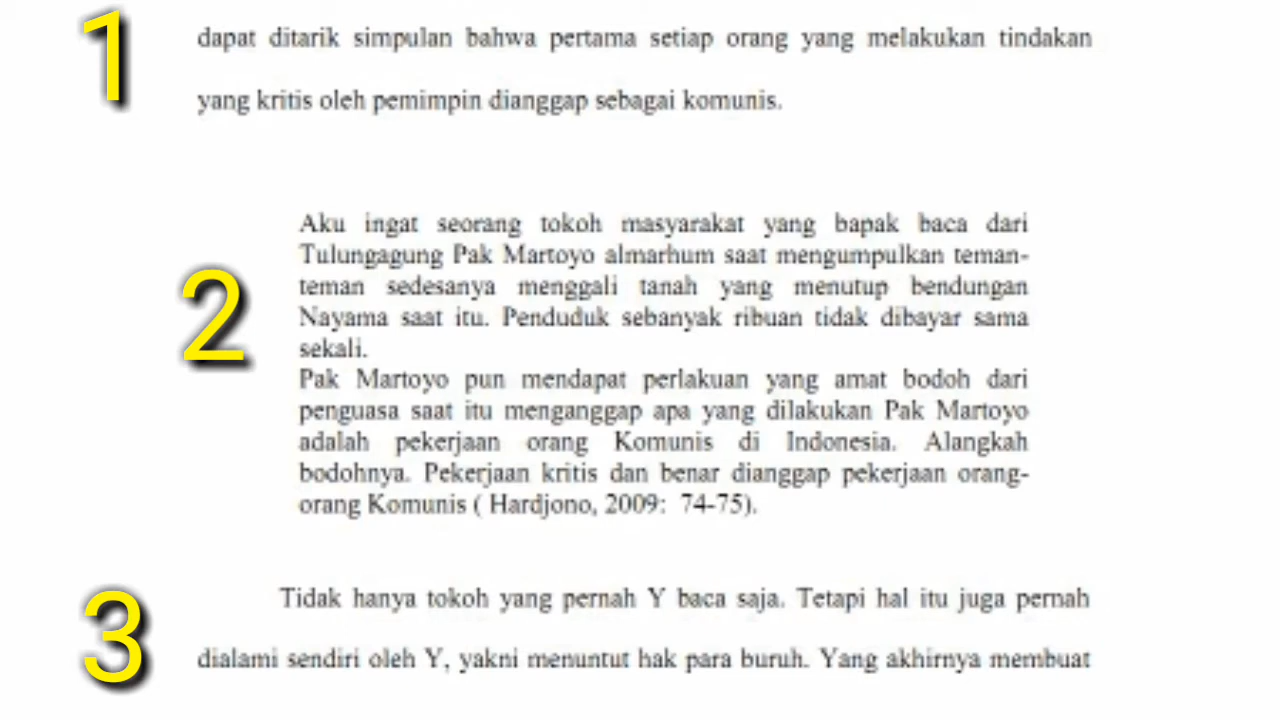 1
dapat ditarik simpulan bahwa pertama setiap orang yang melakukan tindakan
yang kritis oleh pemimpin dianggap sebagai komunis.
2
Aku ingat seorang tokoh masyarakat yang bapak baca dari
Tulungagung Pak Martoyo almarhum saat mengumpulkan teman-
teman sedesanya menggali tanah yang menutup bendungan
Nayama saat itu. Penduduk sebanyak ribuan tidak dibayar sama
sekali.
Pak Martoyo pun mendapat perlakuan yang amat bodoh dari
penguasa saat itu menganggap apa yang dilakukan Pak Martoyo
adalah pekerjaan orang Komunis di Indonesia. Alangkah
bodohnya. Pekerjaan kritis dan benar dianggap pekerjaan orang-
orang Komunis ( Hardjono, 2009: 74-75).
3
Tidak hanya tokoh yang pernah Y baca saja. Tetapi hal itu juga pernah
dialami sendiri oleh Y, yakni menuntut hak para buruh. Yang akhirnya membuat